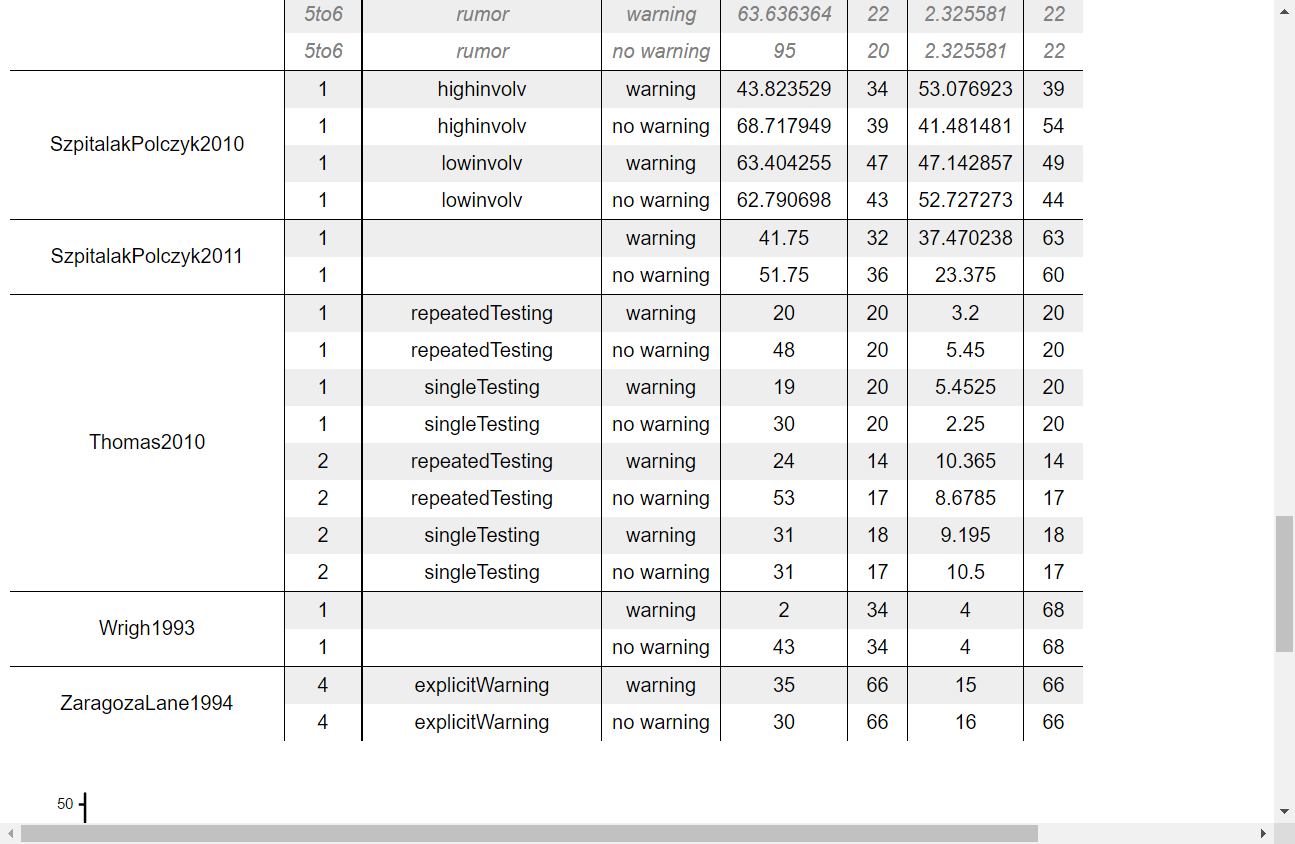 5to6 rumor warning 63.636364 22 2.325581 22
5to6 rumor no warning 95 20 2.325581 22
SzpitalakPolczyk2010
1 highinvolv warning 43.823529 34 53.076923 39
1 highinvolv no warning 68.717949 39 41.481481 54
1 lowinvolv warning 63.404255 47 47.142857 49
1 lowinvolv no warning 62.790698 43 52.727273 44
SzpitalakPolczyk2011
1 warning 41.75 32 37.470238 63
1 no warning 51.75 36 23.375 60
Thomas2010
1 repeatedTesting warning 20 20 3.2 20
1 repeatedTesting no warning 48 20 5.45 20
1 singleTesting warning 19 20 5.4525 20
1 singleTesting no warning 30 20 2.25 20
2 repeatedTesting warning 24 14 10.365 14
2 repeatedTesting no warning 53 17 8.6785 17
2 singleTesting warning 31 18 9.195 18
2 singleTesting no warning 31 17 10.5 17
Wrigh1993
1 warning 2 34 4 68
1 no warning 43 34 4 68
ZaragozaLane1994
4 explicitWarning warning 35 66 15 66
4 explicitWarning no warning 30 66 16 66
50